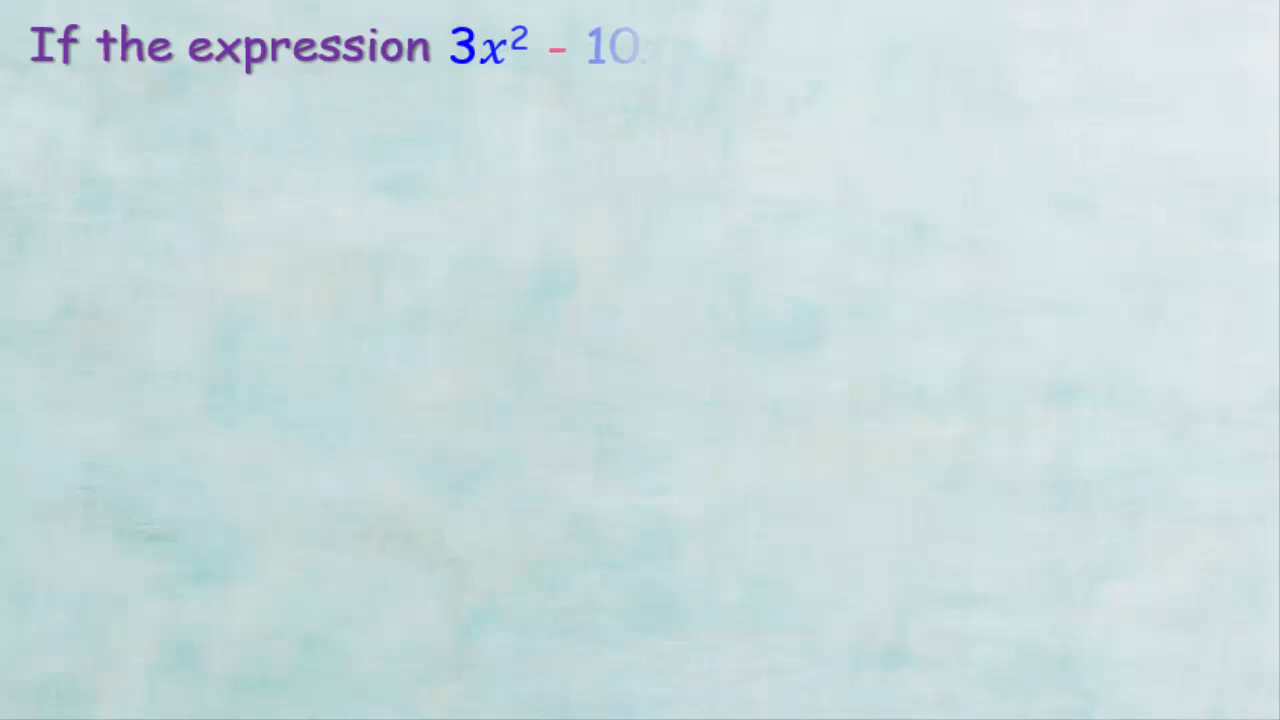 If the expression 3x² - 10